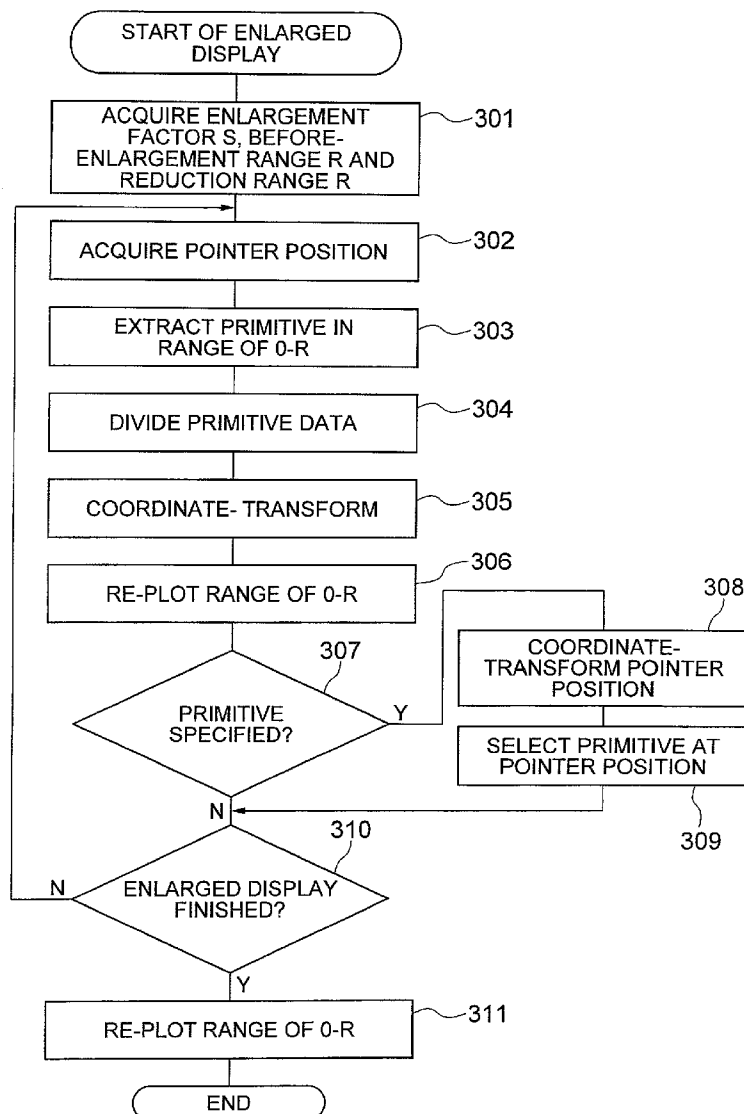 START OF ENLARGED
DISPLAY
ACQUIRE ENLARGEMENT
FACTOR S, BEFORE-
ENLARGEMENT RANGE R AND
REDUCTION RANGE R
301
ACQUIRE POINTER POSITION
302
EXTRACT PRIMITIVE IN
RANGE OF 0-R
303
DIVIDE PRIMITIVE DATA
304
COORDINATE- TRANSFORM
305
RE-PLOT RANGE OF 0-R
306
307
PRIMITIVE
SPECIFIED?
Y
N
308
COORDINATE-
TRANSFORM POINTER
POSITION
SELECT PRIMITIVE AT
POINTER POSITION
309
310
ENLARGED DISPLAY
FINISHED?
N
Y
RE-PLOT RANGE OF 0-R
311
END